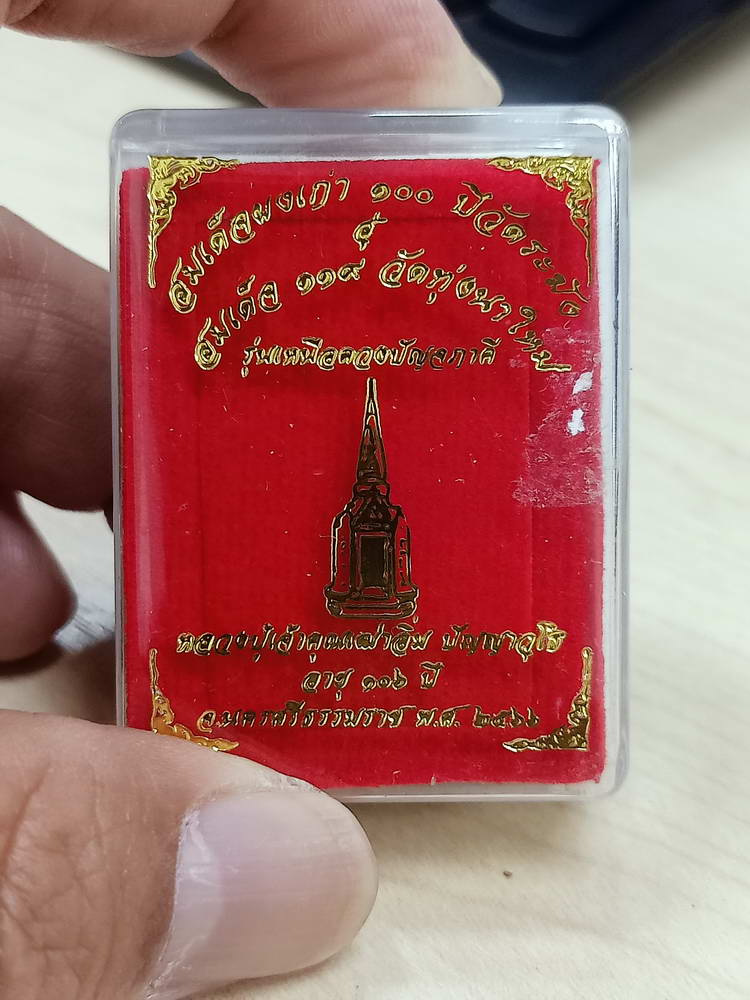 สมเด็จผงเก่า ๑๐๐ ปีวัดระฆัง
สู่
สมเด็จ ๑๑๙ วัดทุ่งนาใหม่
รุ่นเหนือดวงปัญจภาคี
หลวงปู่เจ้าคุณเฒ่าอิ่ม ปัญญาวุโธ
อายุ ๑๐๖ ปี
จ.นครศรีธรรมราช พ.ศ. ๒๕๖๖